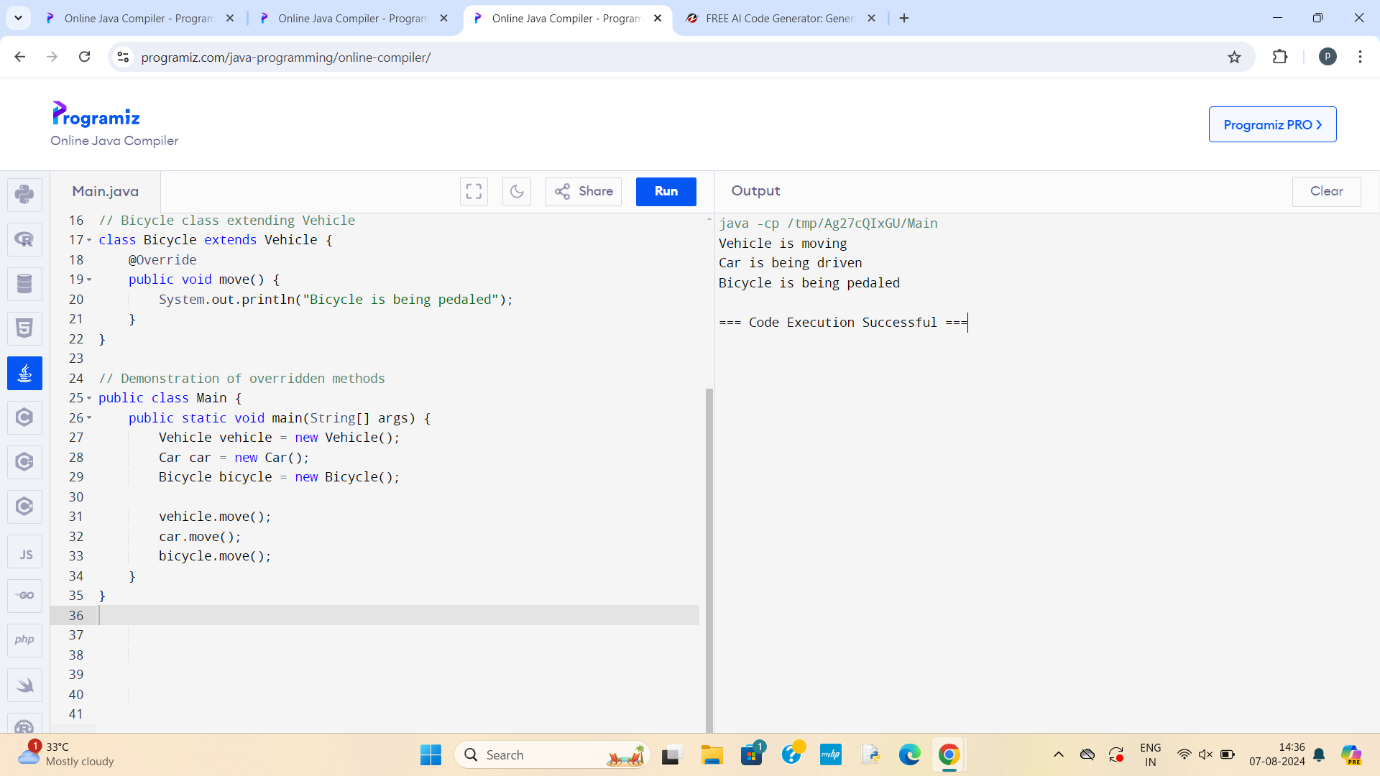 Online Java Compiler - Program
Online Java Compiler - Program
Online Java Compiler - Program
FREE AI Code Generator: Gener
programiz.com/java-programming/online-compiler/
P
Programiz
Online Java Compiler
Programiz PRO >
Main.java
Share
Run
Output
Clear
16 // Bicycle class extending Vehicle
17 class Bicycle extends Vehicle {
18 @Override
19 public void move() {
20 System.out.println("Bicycle is being pedaled");
21 }
22 }
23
24 // Demonstration of overridden methods
25 public class Main {
26 public static void main(String[] args) {
27 Vehicle vehicle = new Vehicle();
28 Car car = new Car();
29 Bicycle bicycle = new Bicycle();
30
31 vehicle.move();
32 car.move();
33 bicycle.move();
34 }
35 }
36
37
38
39
40
41
java -cp /tmp/Ag27cQIxGU/Main
Vehicle is moving
Car is being driven
Bicycle is being pedaled
=== Code Execution Successful ===
R
5
C
C
C
JS
GO
php
1
33°C
Mostly cloudy
Search
1
myhp
PRE
ENG
IN
14:36
07-08-2024